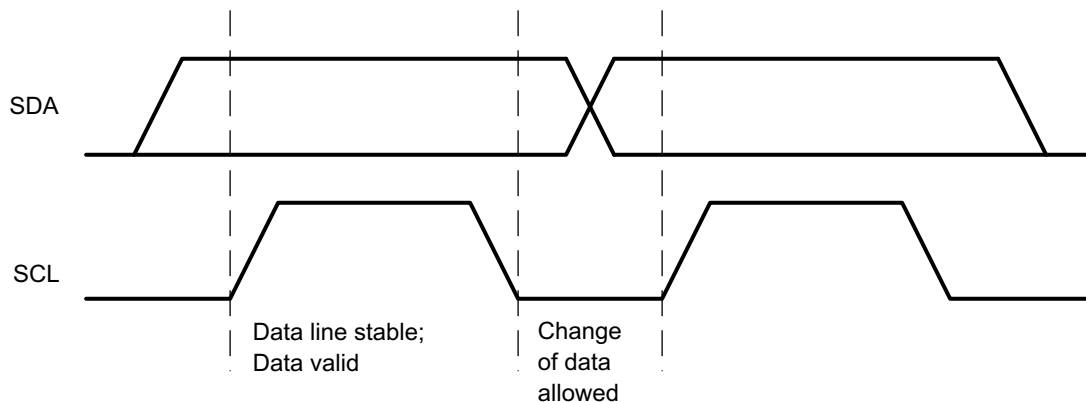 SDA
SCL
Data line stable;
Data valid
Change
of data
allowed